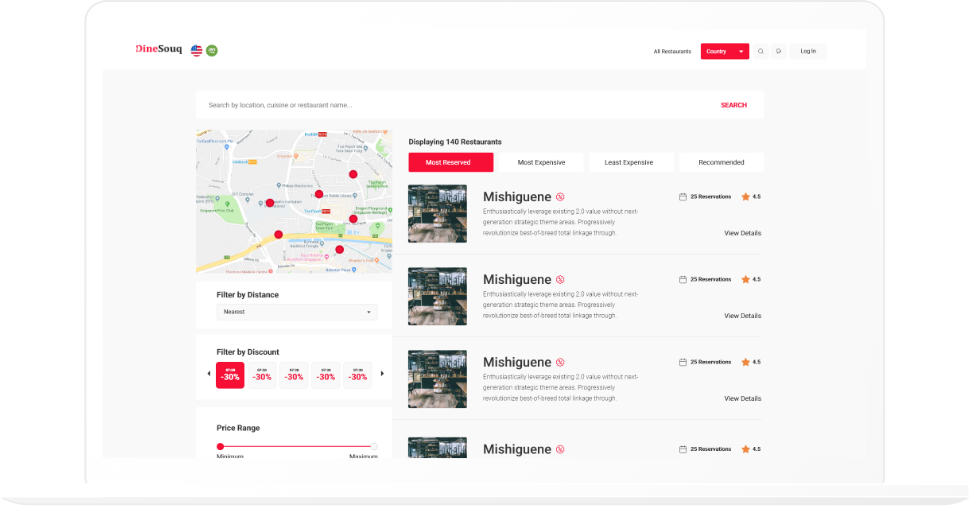 DineSouq
All Restaurants
Country
Log In
Search by location, cuisine or restaurant name...
SEARCH
Displaying 140 Restaurants
Most Reserved
Most Expensive
Least Expensive
Recommended
Mishiguene
25 Reservations
4.5
Enthusiastically leverage existing 2.0 value without next-
generation strategic theme areas. Progressively
revolutionize best-of-breed total linkage through.
View Details
Mishiguene
25 Reservations
4.5
Enthusiastically leverage existing 2.0 value without next-
generation strategic theme areas. Progressively
revolutionize best-of-breed total linkage through.
View Details
Mishiguene
25 Reservations
4.5
Enthusiastically leverage existing 2.0 value without next-
generation strategic theme areas. Progressively
revolutionize best-of-breed total linkage through.
View Details
Mishiguene
25 Reservations
4.5
Filter by Distance
Nearest
Filter by Discount
-30%
-30%
-30%
-30%
-30%
Price Range
Minimum
Maximum